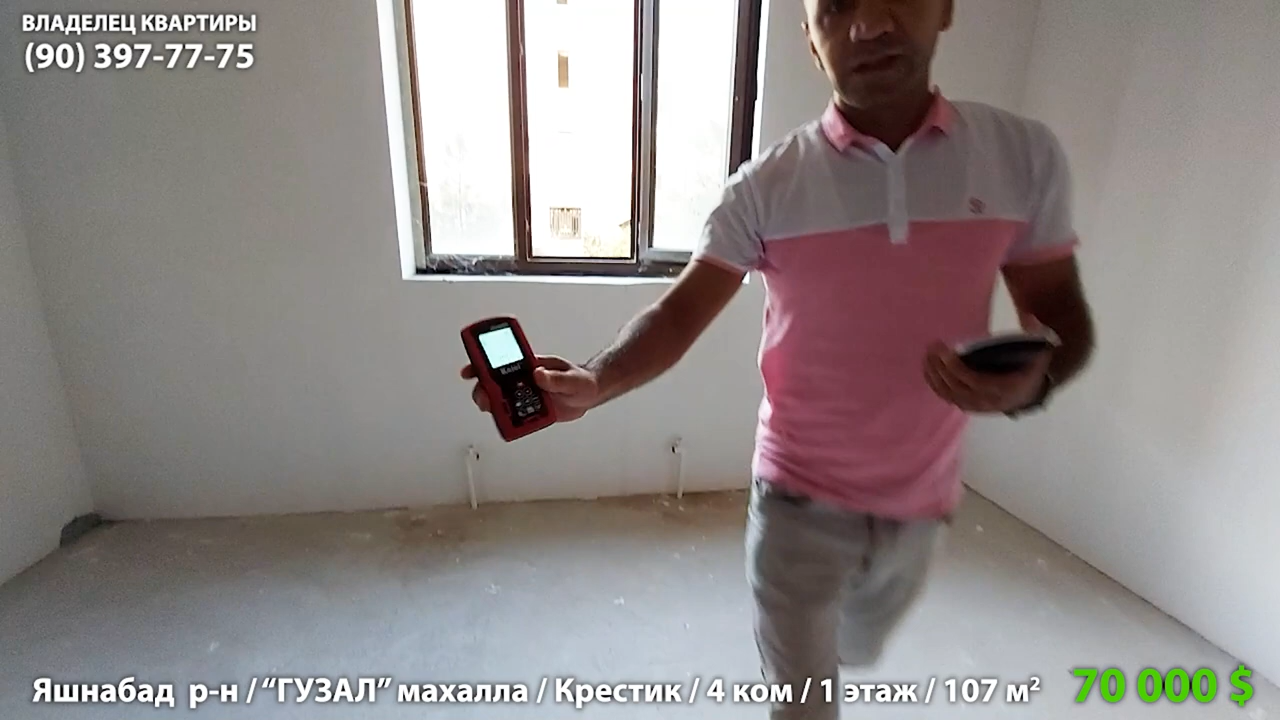 ВЛАДЕЛЕЦ КВАРТИРЫ
(90) 397-77-75
Яшнабад р-н / “ГУЗАЛ” махалла / Крестик / 4 ком / 1 этаж / 107 м² 70 000 $